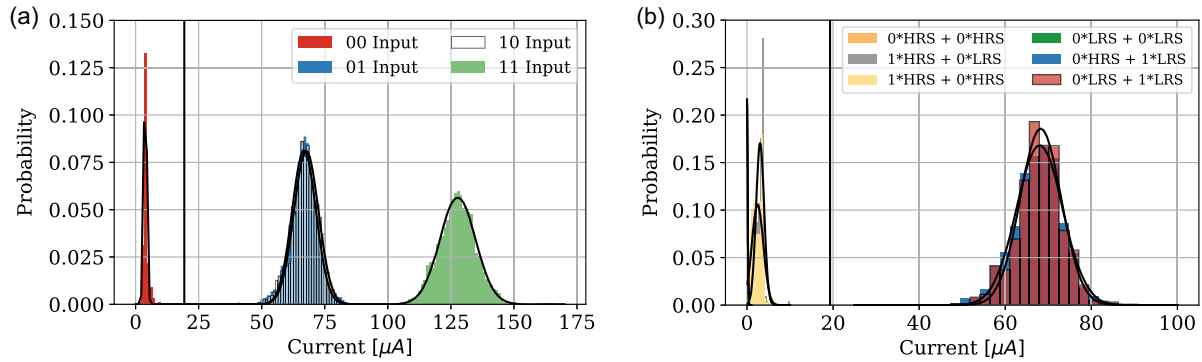 (a)
0.150
0.125
0.100
0.075
0.050
0.025
0.000
Probability
00 Input
01 Input
10 Input
11 Input
0 25 50 75 100 125 150 175
Current [μA]
(b)
0.30
0.25
0.20
0.15
0.10
0.05
0.00
Probability
0*HRS + 0*HRS
1*HRS + 0*LRS
1*HRS + 0*HRS
0*LRS + 0*LRS
0*HRS + 1*LRS
0*LRS + 1*LRS
0 20 40 60 80 100
Current [μA]